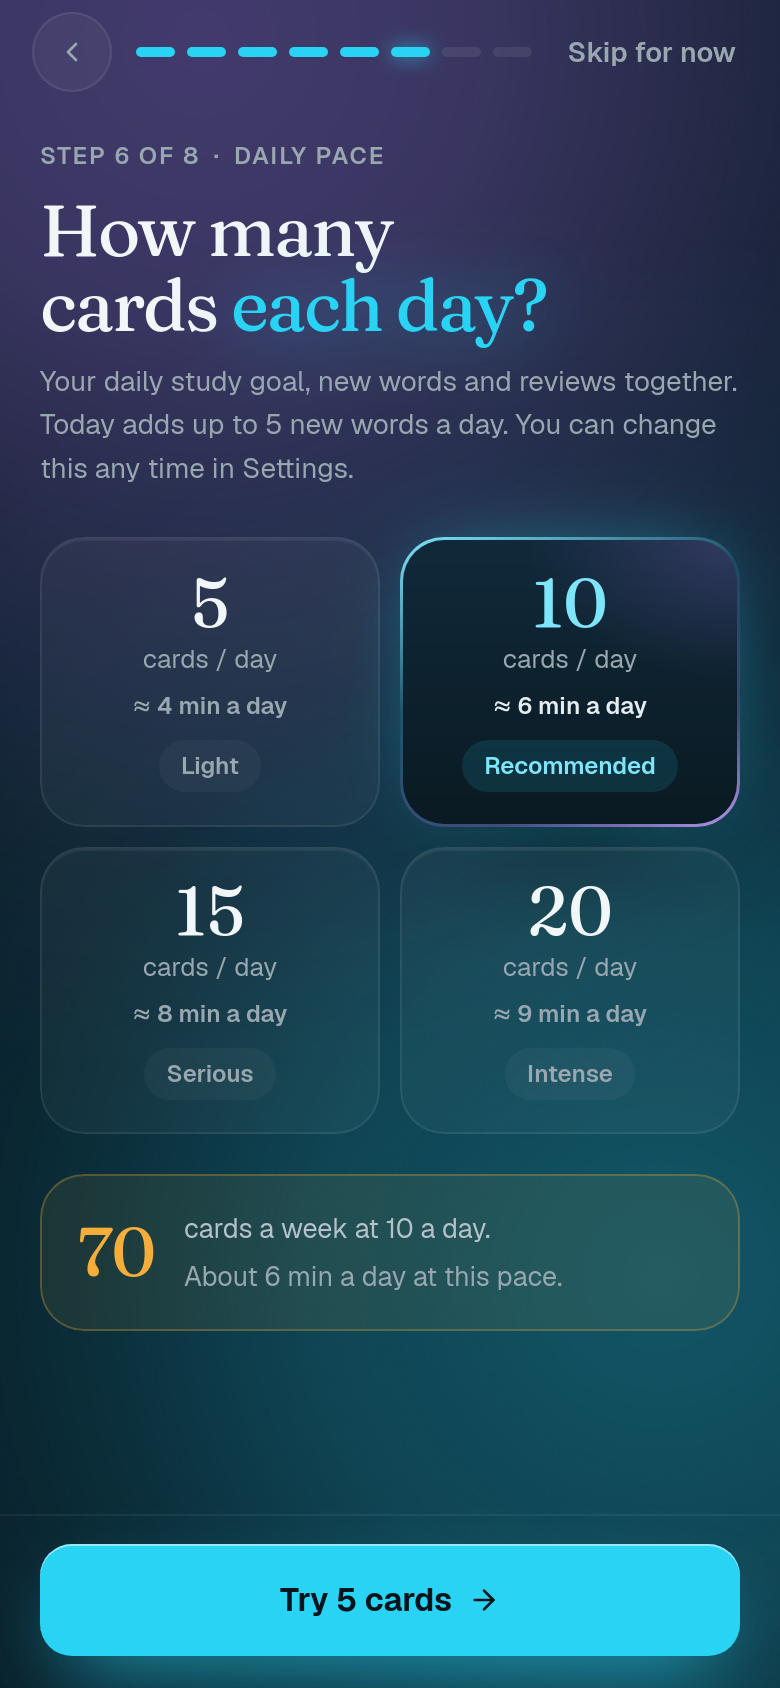 Skip for now
STEP 6 OF 8 · DAILY PACE
How many
cards each day?
Your daily study goal, new words and reviews together.
Today adds up to 5 new words a day. You can change
this any time in Settings.
5
cards / day
≈ 4 min a day
Light
10
cards / day
≈ 6 min a day
Recommended
15
cards / day
≈ 8 min a day
Serious
20
cards / day
≈ 9 min a day
Intense
70
cards a week at 10 a day.
About 6 min a day at this pace.
Try 5 cards →